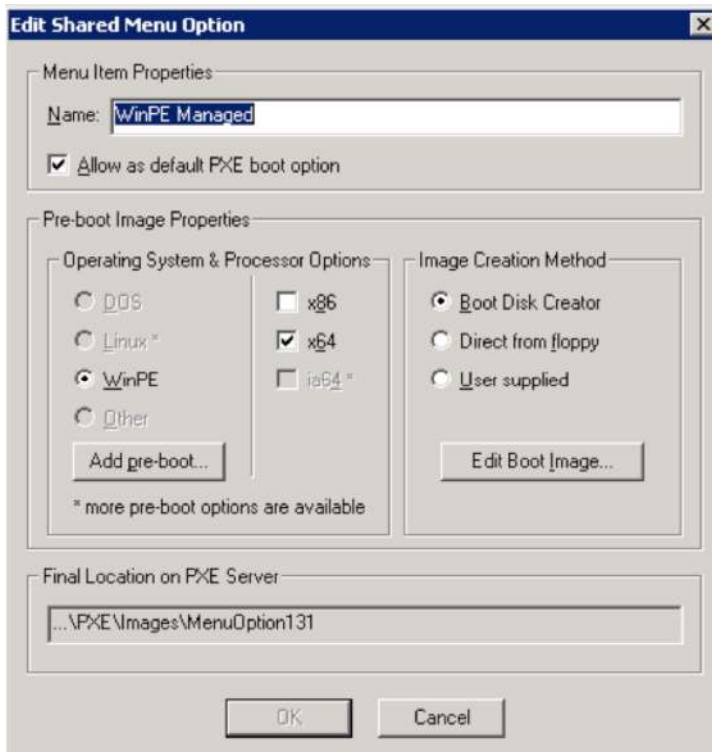 Edit Shared Menu Option
Menu Item Properties
Name: WinPE Managed
Allow as default PXE boot option
Pre-boot Image Properties
Operating System & Processor Options
DOS
x86
Linux *
x64
WinPE
ia64 *
Other
Add pre-boot...
* more pre-boot options are available
Image Creation Method
Boot Disk Creator
Direct from floppy
User supplied
Edit Boot Image...
Final Location on PXE Server
...\PXE\Images\MenuOption131
OK
Cancel